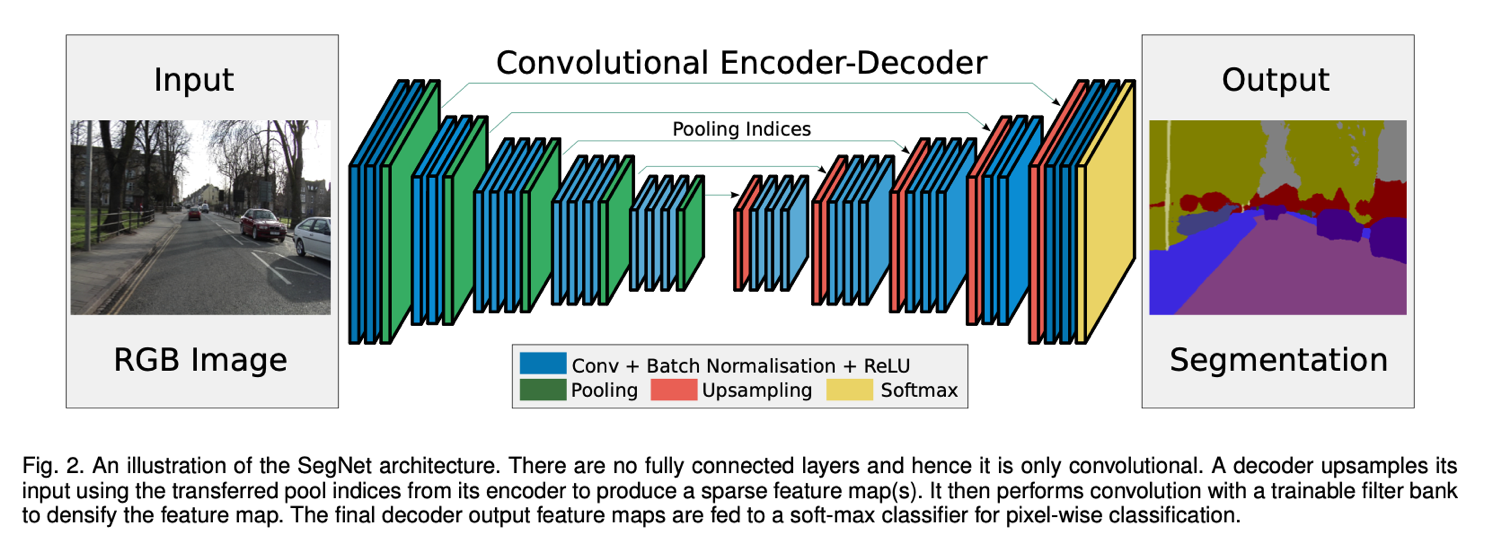 Input
RGB Image
Convolutional Encoder-Decoder
Pooling Indices
Conv + Batch Normalisation + ReLU
Pooling
Upsampling
Softmax
Output
Segmentation
Fig. 2. An illustration of the SegNet architecture. There are no fully connected layers and hence it is only convolutional. A decoder upsamples its
input using the transferred pool indices from its encoder to produce a sparse feature map(s). It then performs convolution with a trainable filter bank
to densify the feature map. The final decoder output feature maps are fed to a soft-max classifier for pixel-wise classification.